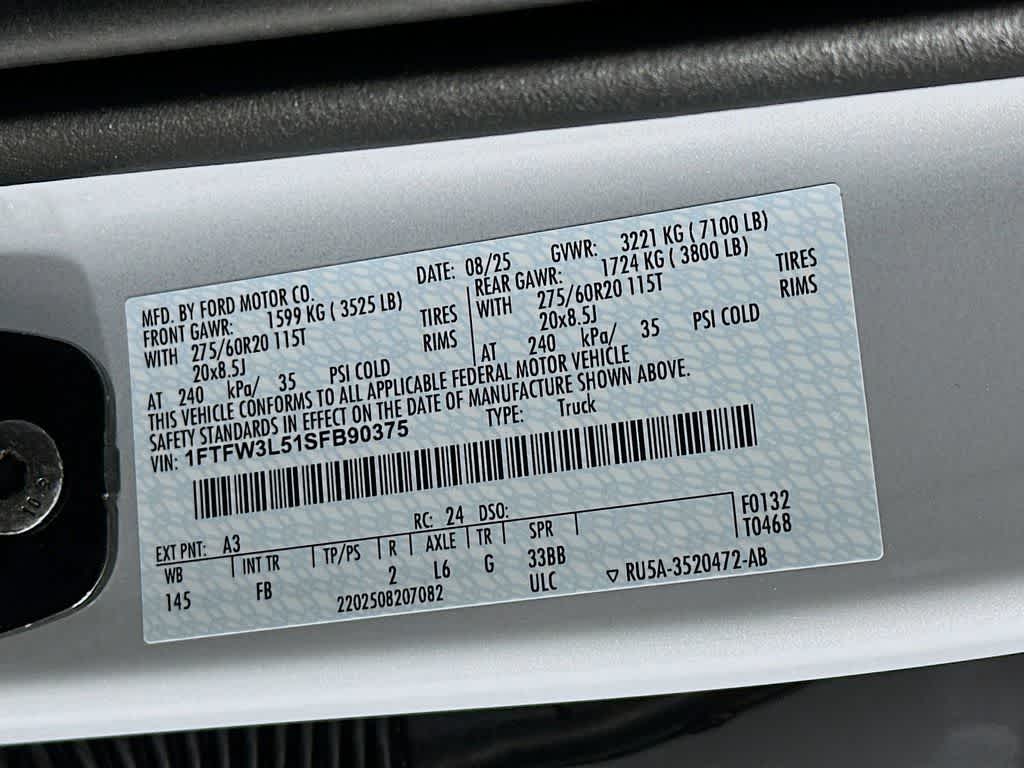 MFD. BY FORD MOTOR CO.
DATE: 08/25
GVWR: 3221 KG ( 7100 LB)
FRONT GAWR: 1599 KG ( 3525 LB)
WITH 275/60R20 115T TIRES
20x8.5J RIMS
AT 240 kPa/ 35 PSI COLD
REAR GAWR: 1724 KG ( 3800 LB)
WITH 275/60R20 115T TIRES
20x8.5J RIMS
AT 240 kPa/ 35 PSI COLD
THIS VEHICLE CONFORMS TO ALL APPLICABLE FEDERAL MOTOR VEHICLE
SAFETY STANDARDS IN EFFECT ON THE DATE OF MANUFACTURE SHOWN ABOVE.
VIN: 1FTFW3L51SFB90375 TYPE: Truck
EXT PNT: A3 RC: 24 DSO: F0132
WB INT TR TP/PS R AXLE TR SPR T0468
145 FB 2 L6 G 33BB
2202508207082 ULC ▽ RU5A-3520472-AB
10.9